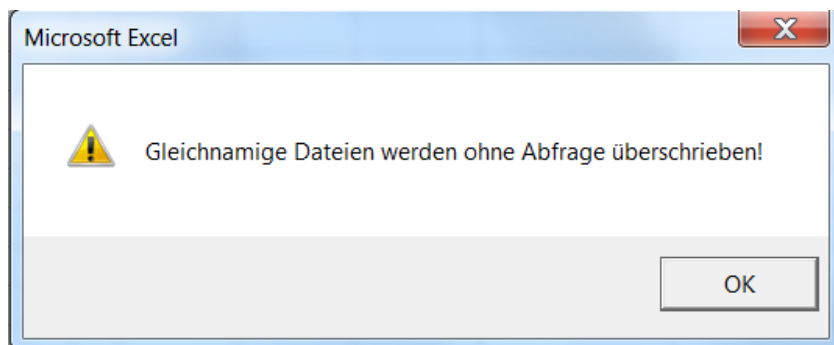 Microsoft Excel
Gleichnamige Dateien werden ohne Abfrage überschrieben!
OK